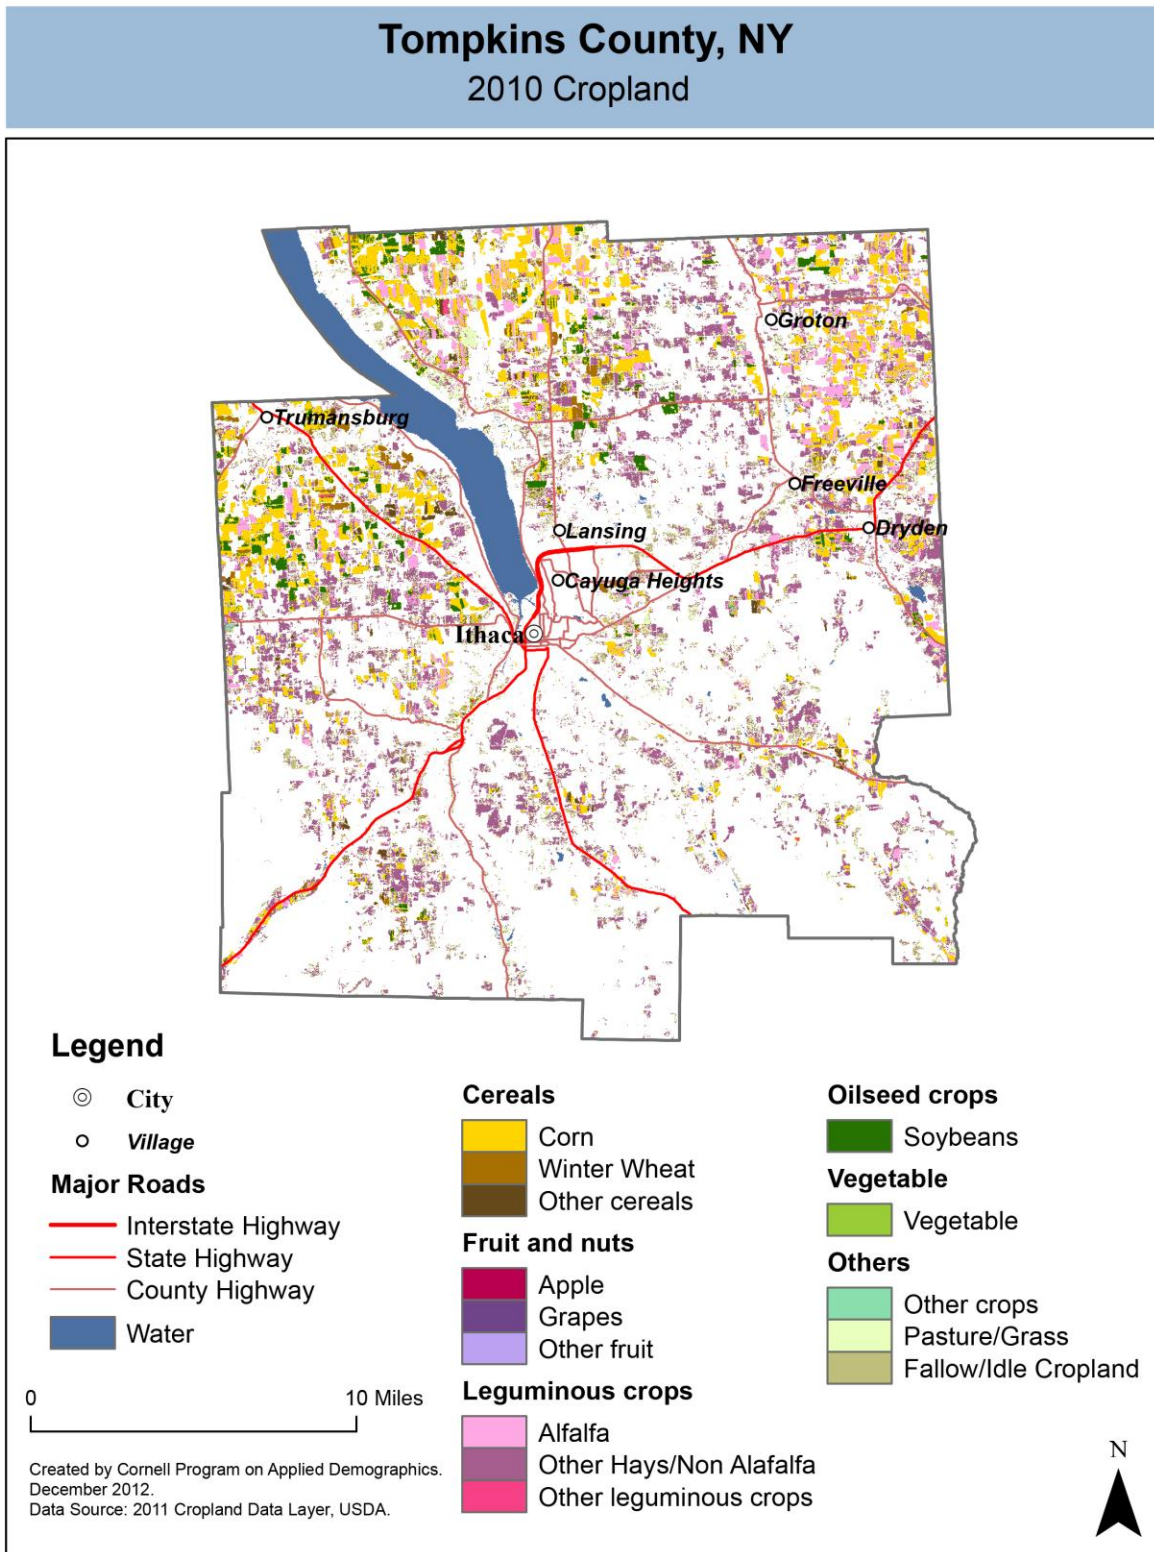 Tompkins County, NY
2010 Cropland
Groton
Trumansburg
Freeville
Dryden
Lansing
Cayuga Heights
Ithaca
Legend
City
Village
Major Roads
Interstate Highway
State Highway
County Highway
Water
0 10 Miles
Created by Cornell Program on Applied Demographics.
December 2012.
Data Source: 2011 Cropland Data Layer, USDA.
Cereals
Corn
Winter Wheat
Other cereals
Fruit and nuts
Apple
Grapes
Other fruit
Leguminous crops
Alfalfa
Other Hays/Non Alafalfa
Other leguminous crops
Oilseed crops
Soybeans
Vegetable
Vegetable
Others
Other crops
Pasture/Grass
Fallow/Idle Cropland
N